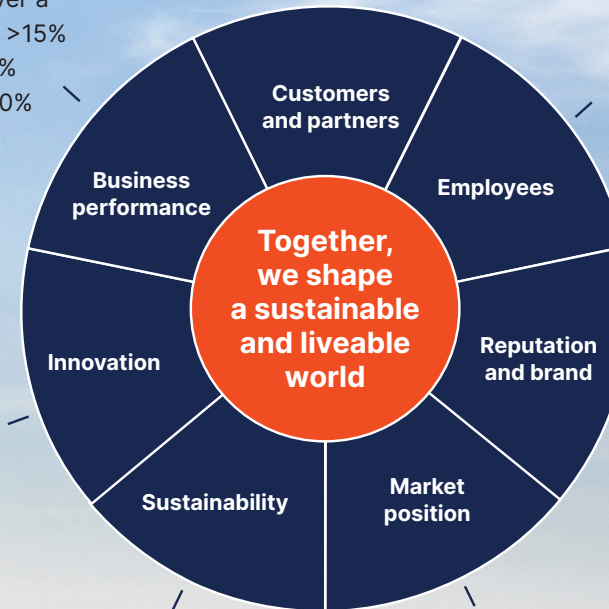 >15%
%
0%
Customers
and partners
Business
performance
Employees
Together,
we shape
a sustainable
and liveable
world
Innovation
Reputation
and brand
Sustainability
Market
position